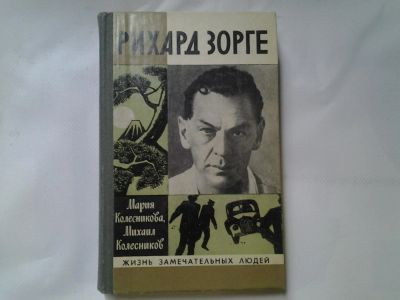 РИХАРД ЗОРГЕ
Мария
Колесникова,
Михаил
Колесников
ЖИЗНЬ ЗАМЕЧАТЕЛЬНЫХ ЛЮДЕЙ